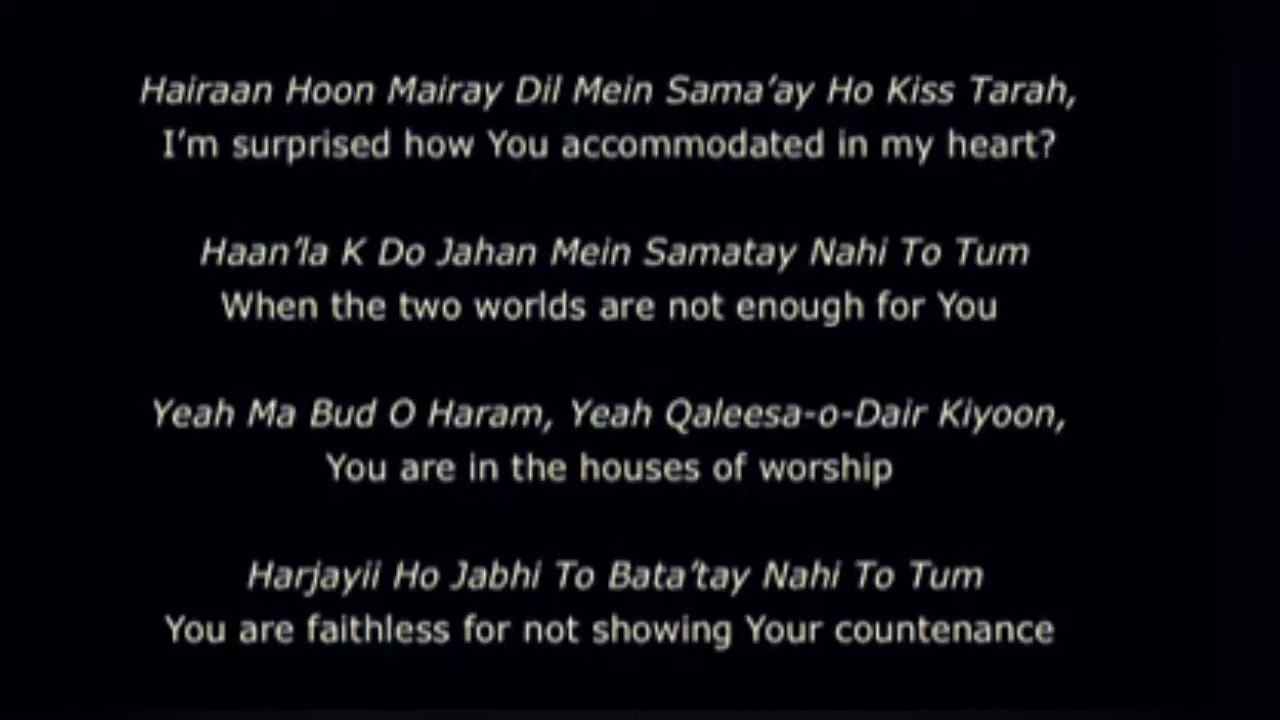 Hairaan Hoon Mairay Dil Mein Sama’ay Ho Kiss Tarah,
I’m surprised how You accommodated in my heart?
Haan’la K Do Jahan Mein Samatay Nahi To Tum
When the two worlds are not enough for You
Yeah Ma Bud O Haram, Yeah Qaleesa-o-Dair Kiyoon,
You are in the houses of worship
Harjayii Ho Jabhi To Bata’tay Nahi To Tum
You are faithless for not showing Your countenance